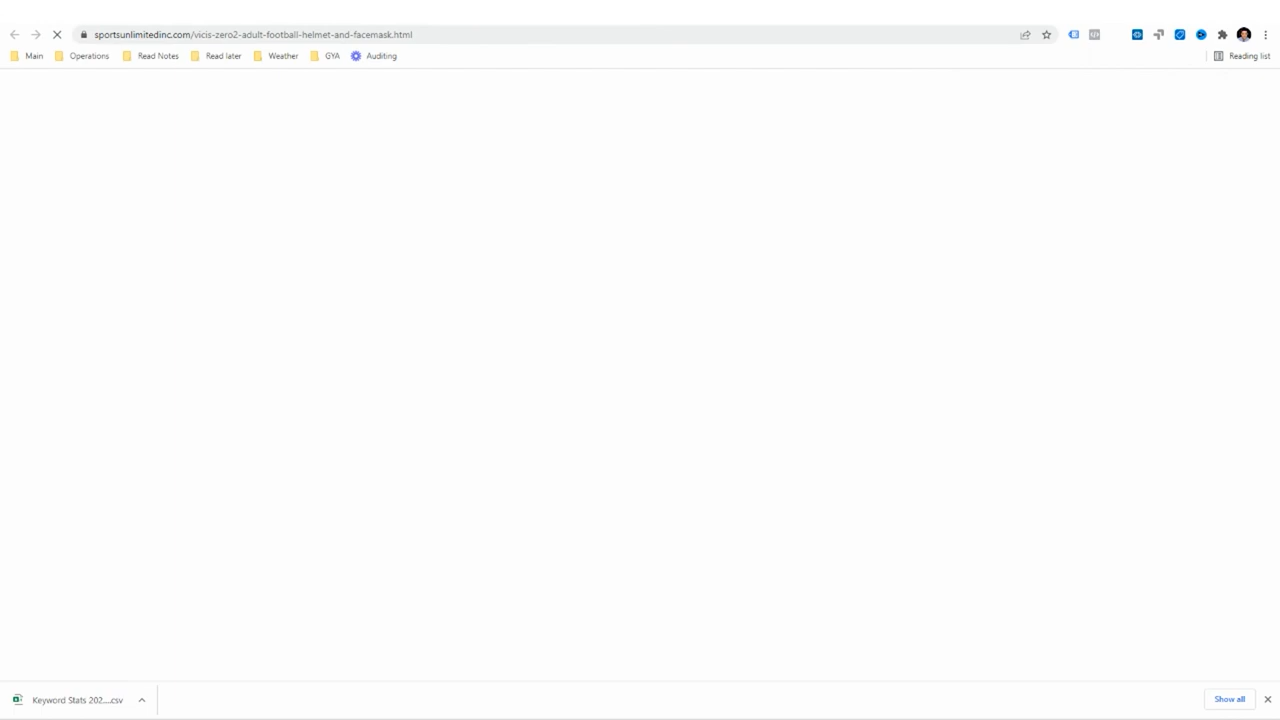 sportsunlimitedinc.com/vicis-zero2-adult-football-helmet-and-facemask.html
Main Operations Read Notes Read later Weather GYA Auditing Reading list
Keyword Stats 202....csv Show all